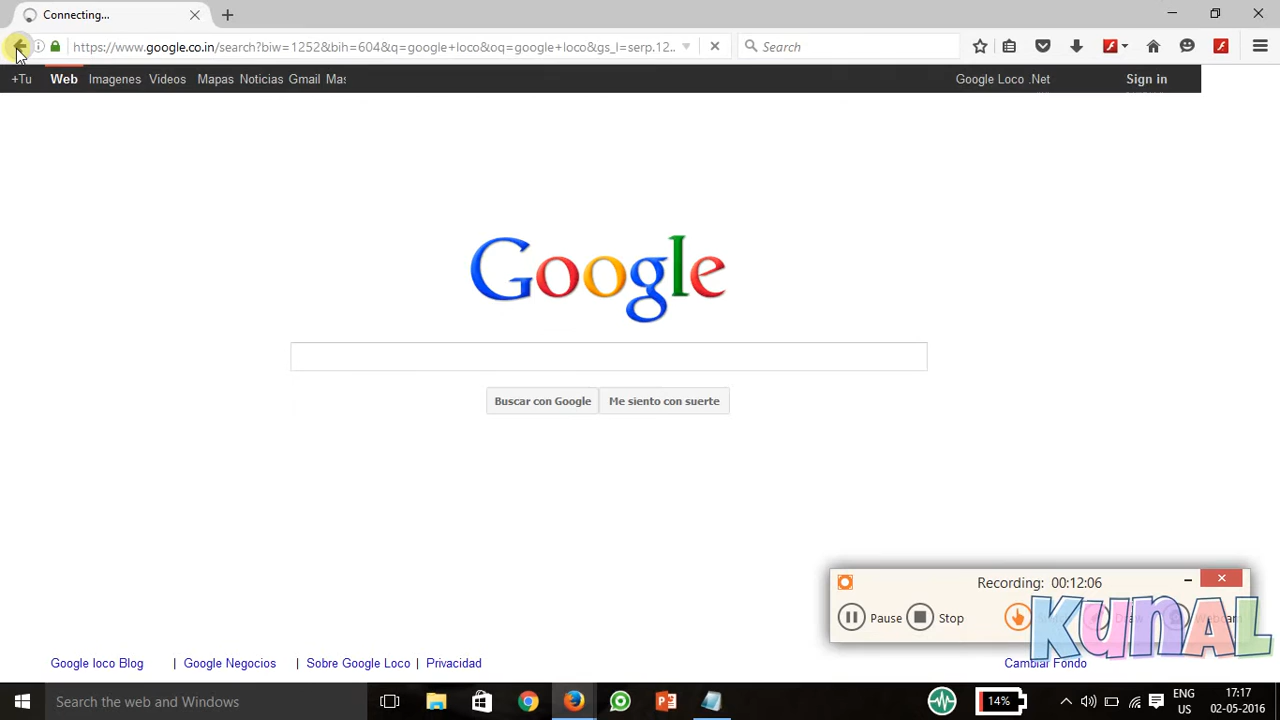 Connecting...
https://www.google.co.in/search?biw=1252&bih=604&q=google+loco&oq=google+loco&gs_l=serp.12..
Search
+Tu Web Imagenes Videos Mapas Noticias Gmail Mas Google Loco .Net Sign in
Google
Buscar con Google Me siento con suerte
Recording: 00:12:06
Pause Stop
KUNAL
Google loco Blog | Google Negocios | Sobre Google Loco | Privacidad Cambiar Fondo
Search the web and Windows
14%
ENG 17:17
US 02-05-2016